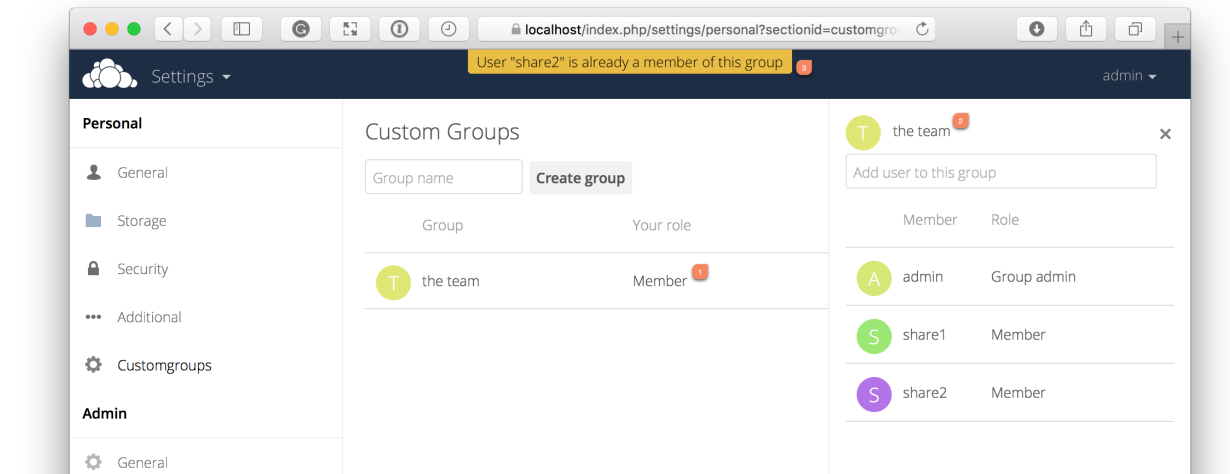 localhost/index.php/settings/personal?sectionid=customgro
User "share2" is already a member of this group 3
Settings
admin
Personal
General
Storage
Security
Additional
Customgroups
Admin
General
Custom Groups
Group name Create group
Group Your role
T the team Member 1
T the team 2
Add user to this group
Member Role
A admin Group admin
S share1 Member
S share2 Member